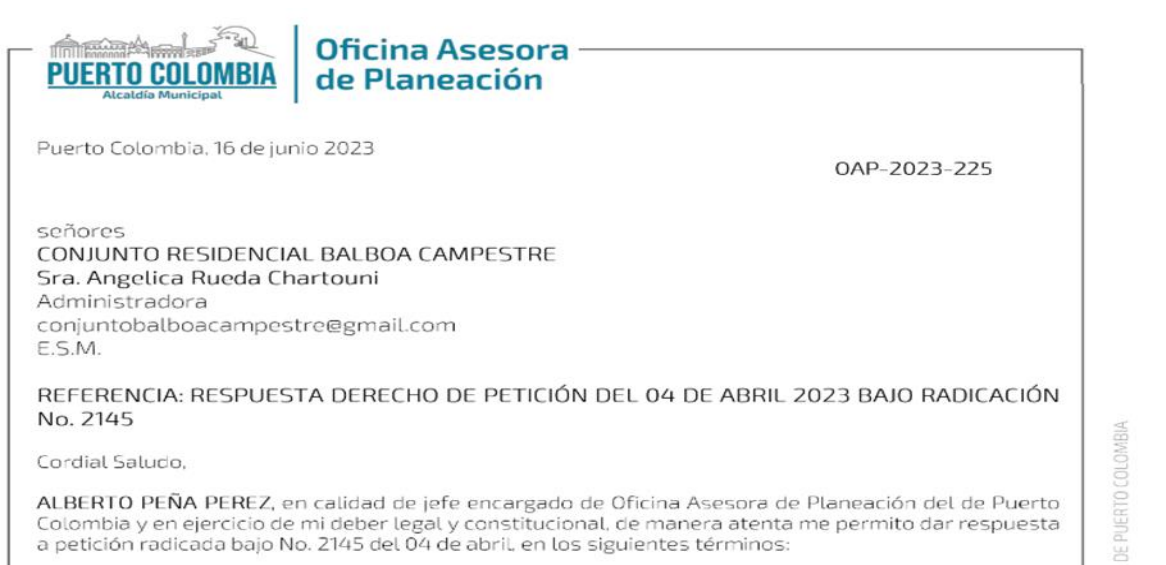 PUERTO COLOMBIA
Alcaldía Municipal
Oficina Asesora
de Planeación
Puerto Colombia, 16 de junio 2023
OAP-2023-225
señores
CONJUNTO RESIDENCIAL BALBOA CAMPESTRE
Sra. Angelica Rueda Chartouni
Administradora
conjuntobalboacampestre@gmail.com
E.S.M.
REFERENCIA: RESPUESTA DERECHO DE PETICIÓN DEL 04 DE ABRIL 2023 BAJO RADICACIÓN
No. 2145
Cordial Saludo,
ALBERTO PEÑA PEREZ, en calidad de jefe encargado de Oficina Asesora de Planeación del de Puerto
Colombia y en ejercicio de mi deber legal y constitucional, de manera atenta me permito dar respuesta
a petición radicada bajo No. 2145 del 04 de abril, en los siguientes términos:
DE PUERTO COLOMBIA